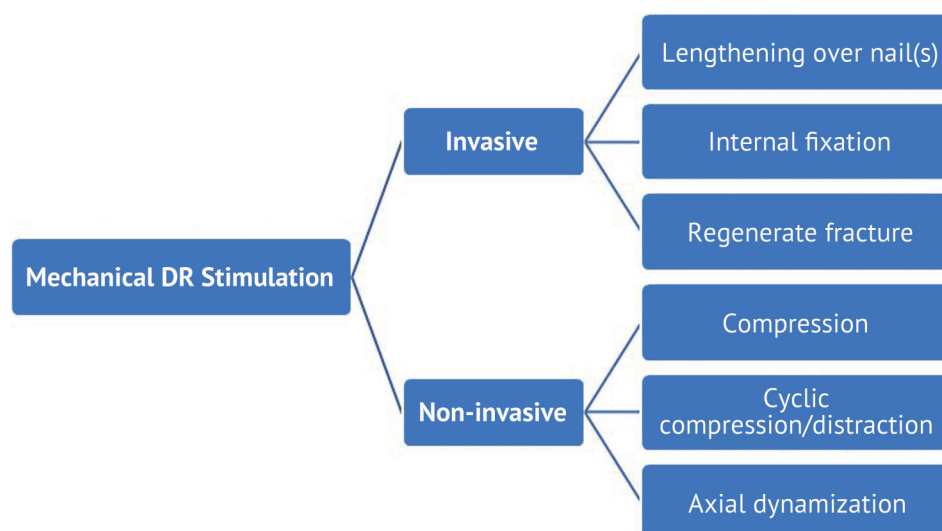 Mechanical DR Stimulation
Invasive
Lengthening over nail(s)
Internal fixation
Regenerate fracture
Non-invasive
Compression
Cyclic
compression/distraction
Axial dynamization